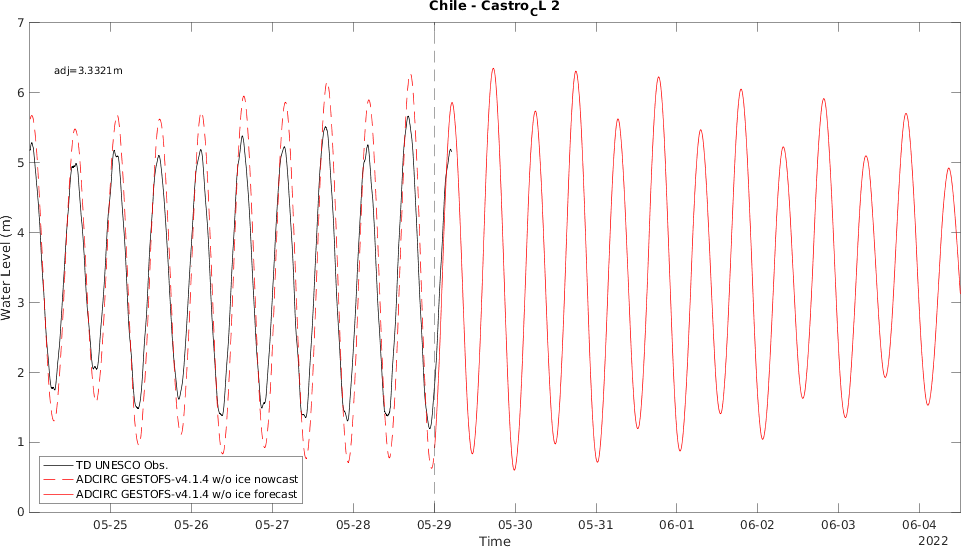 Chile - Castro_CL 2
adj=3.3321m
Water Level (m)
7
6
5
4
3
2
1
0
TD UNESCO Obs.
ADCIRC GESTOFS-v4.1.4 w/o ice nowcast
ADCIRC GESTOFS-v4.1.4 w/o ice forecast
05-25 05-26 05-27 05-28 05-29 05-30 05-31 06-01 06-02 06-03 06-04
Time
2022